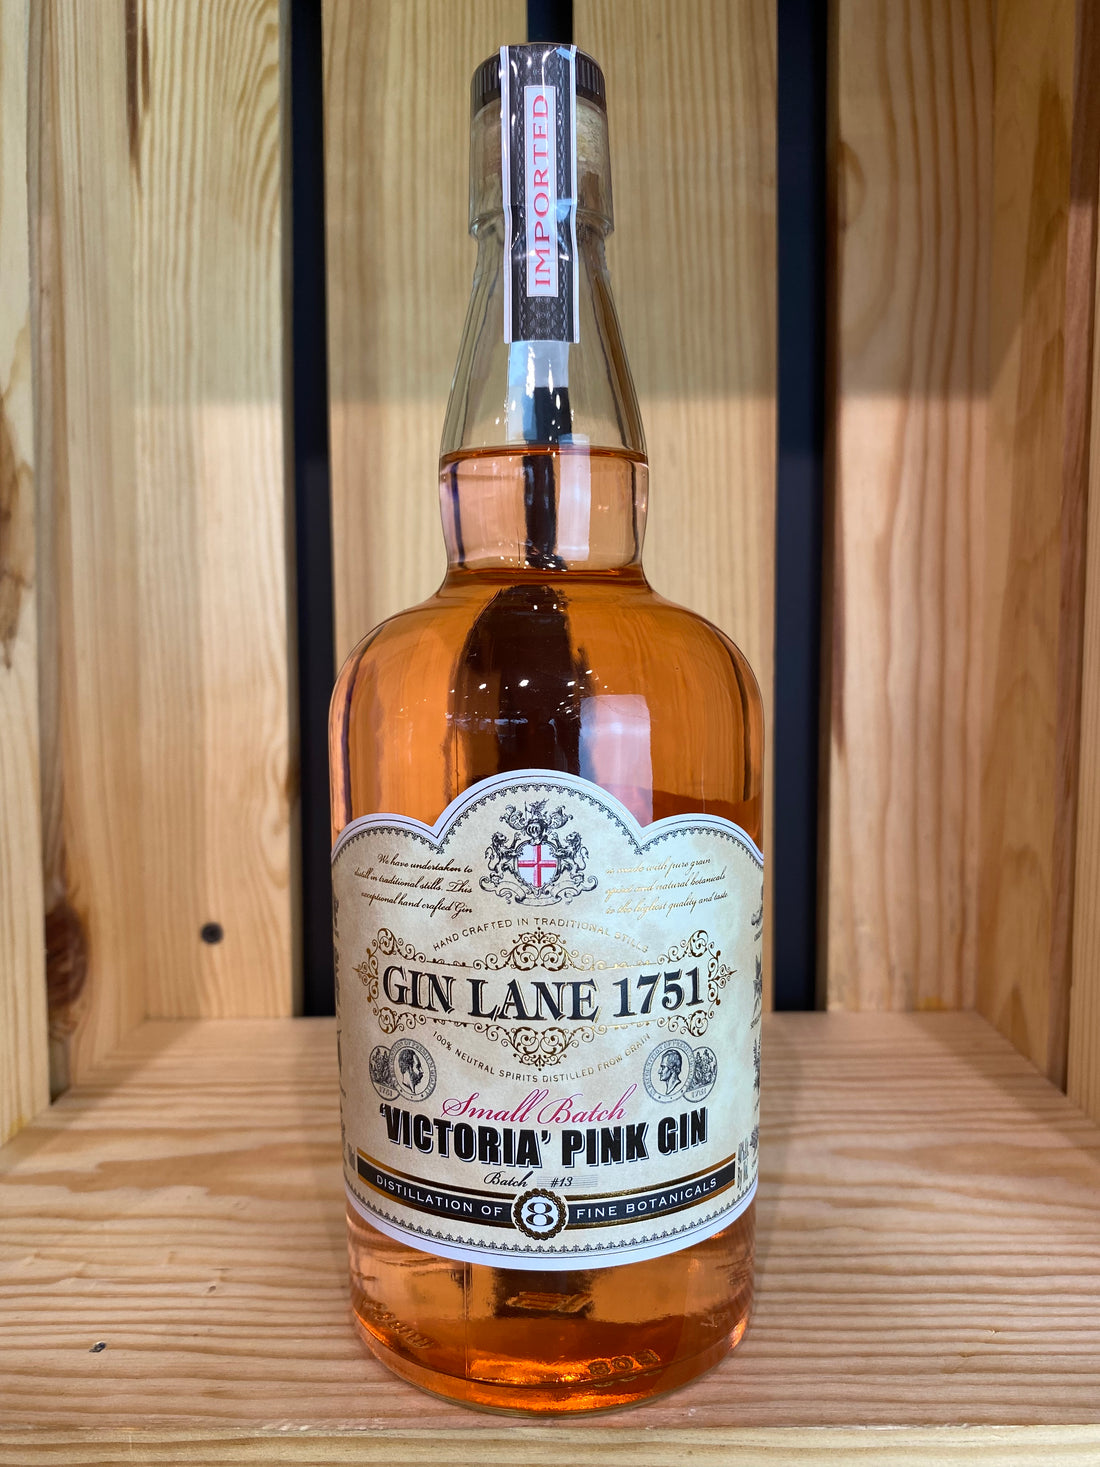 IMPORTED
We have undertaken to
distill in traditional stills. This
exceptional hand crafted Gin
is made with pure grain
spirit and natural botanicals
to the highest quality and taste
HAND CRAFTED IN TRADITIONAL STILLS
GIN LANE 1751
100% NEUTRAL SPIRITS DISTILLED FROM GRAIN
1751
1751
Small Batch
'VICTORIA' PINK GIN
Batch #13
DISTILLATION OF 8 FINE BOTANICALS